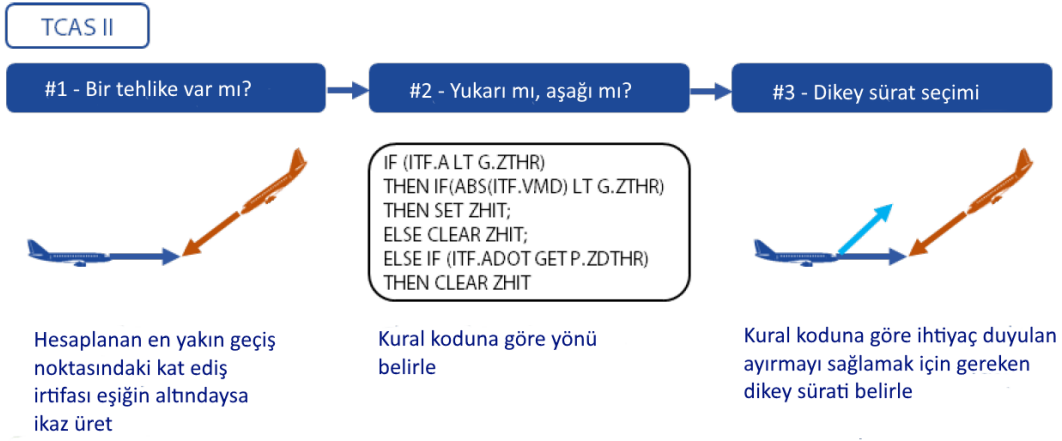 TCAS II
#1 - Bir tehlike var mı?
#2 - Yukarı mı, aşağı mı?
#3 - Dikey sürat seçimi
IF (ITF.A LT G.ZTHR)
THEN IF(ABS(ITF.VMD) LT G.ZTHR)
THEN SET ZHIT;
ELSE CLEAR ZHIT;
ELSE IF (ITF.ADOT GET P.ZDTHR)
THEN CLEAR ZHIT
Hesaplanan en yakın geçiş
noktasındaki kat ediş
irtifası eşiğin altındaysa
ikaz üret
Kural koduna göre yönü
belirle
Kural koduna göre ihtiyaç duyulan
ayırmayı sağlamak için gereken
dikey sürati belirle